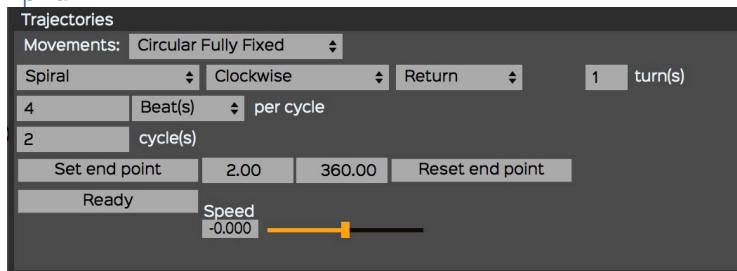 Trajectories
Movements: Circular Fully Fixed
Spiral Clockwise Return 1 turn(s)
4 Beat(s) per cycle
2 cycle(s)
Set end point 2.00 360.00 Reset end point
Ready
Speed
-0.000